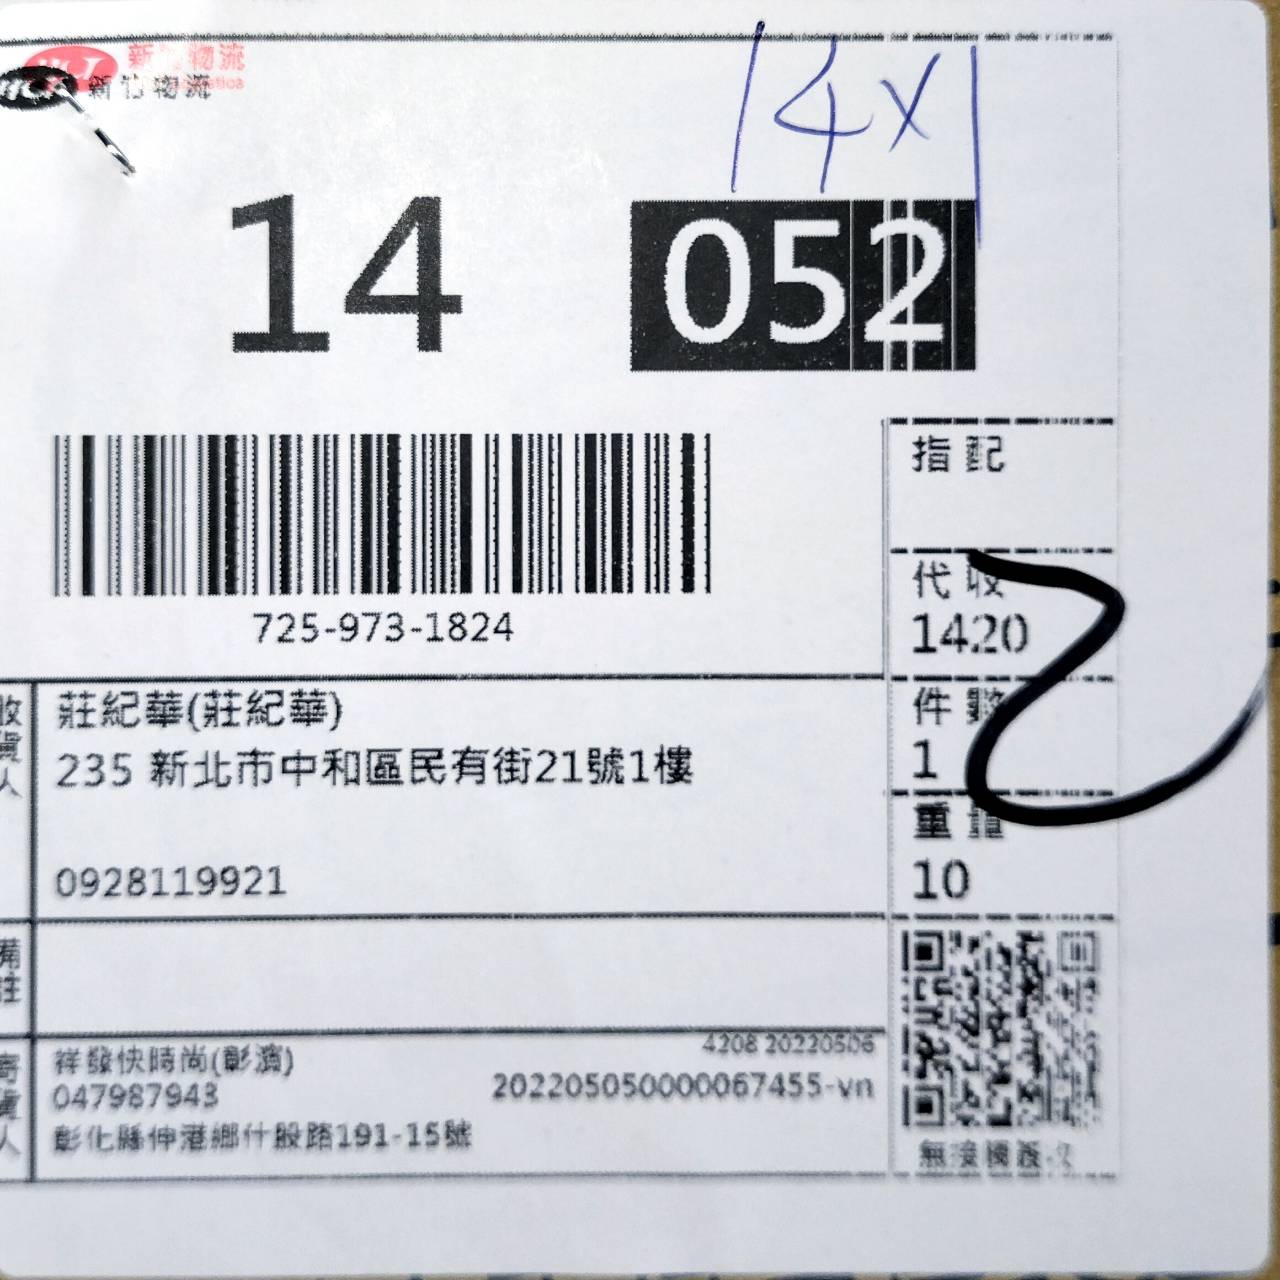 新竹物流
新竹物流
14x1
14
052
指配
725-973-1824
代收
1420
件數
1
重量
10
收貨人
莊紀華(莊紀華)
235 新北市中和區民有街21號1樓
0928119921
備註
寄貨人
祥發快時尚(彰濱)
4208 20220506
047987943
202205050000067455-vn
彰化縣伸港鄉什股路191-15號
無接觸簽收